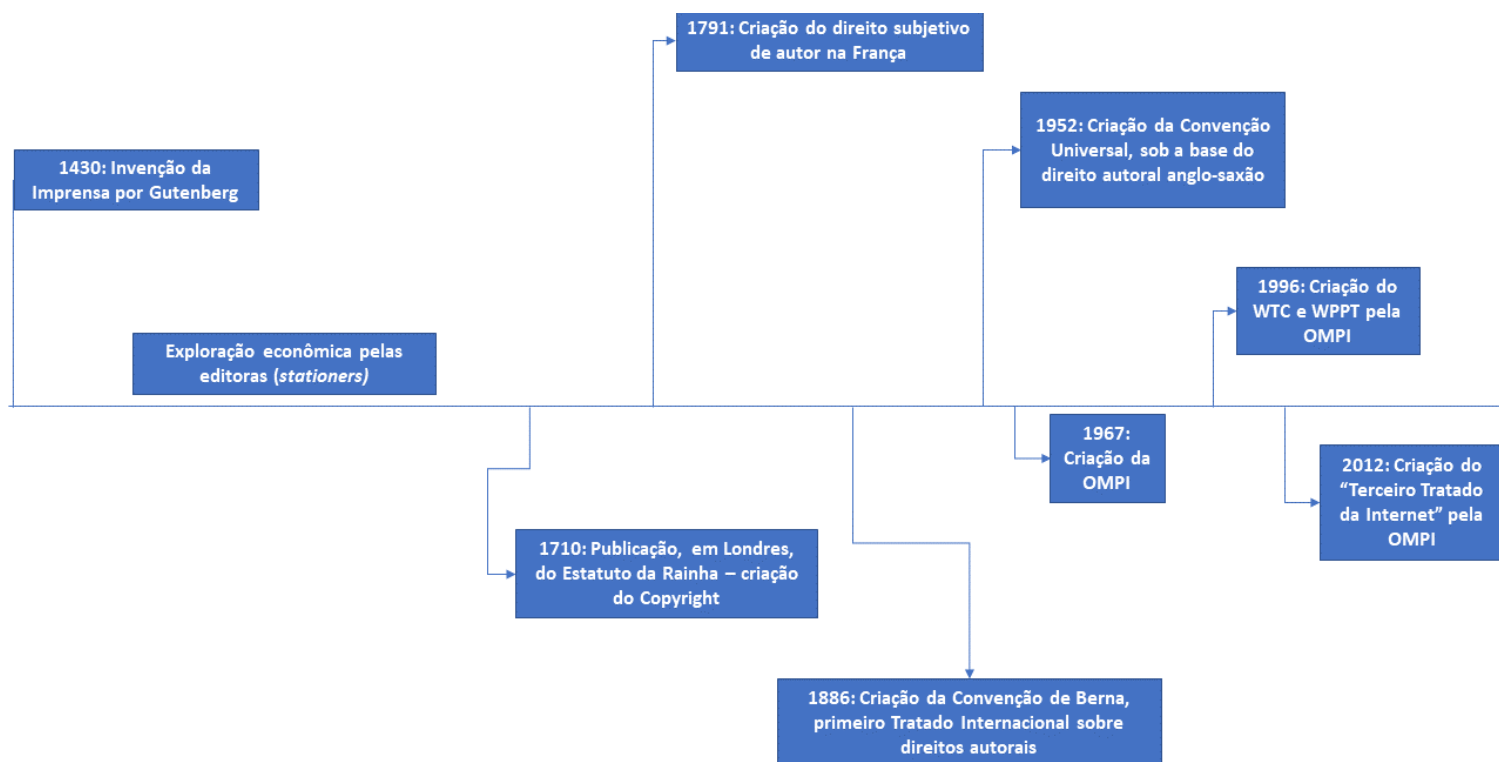 1791: Criação do direito subjetivo
de autor na França
1952: Criação da Convenção
Universal, sob a base do
direito autoral anglo-saxão
1430: Invenção da
Imprensa por Gutenberg
1996: Criação do
WTC e WPPT pela
OMPI
Exploração econômica pelas
editoras (stationers)
1967:
Criação da
OMPI
2012: Criação do
“Terceiro Tratado
da Internet” pela
OMPI
1710: Publicação, em Londres,
do Estatuto da Rainha – criação
do Copyright
1886: Criação da Convenção de Berna,
primeiro Tratado Internacional sobre
direitos autorais